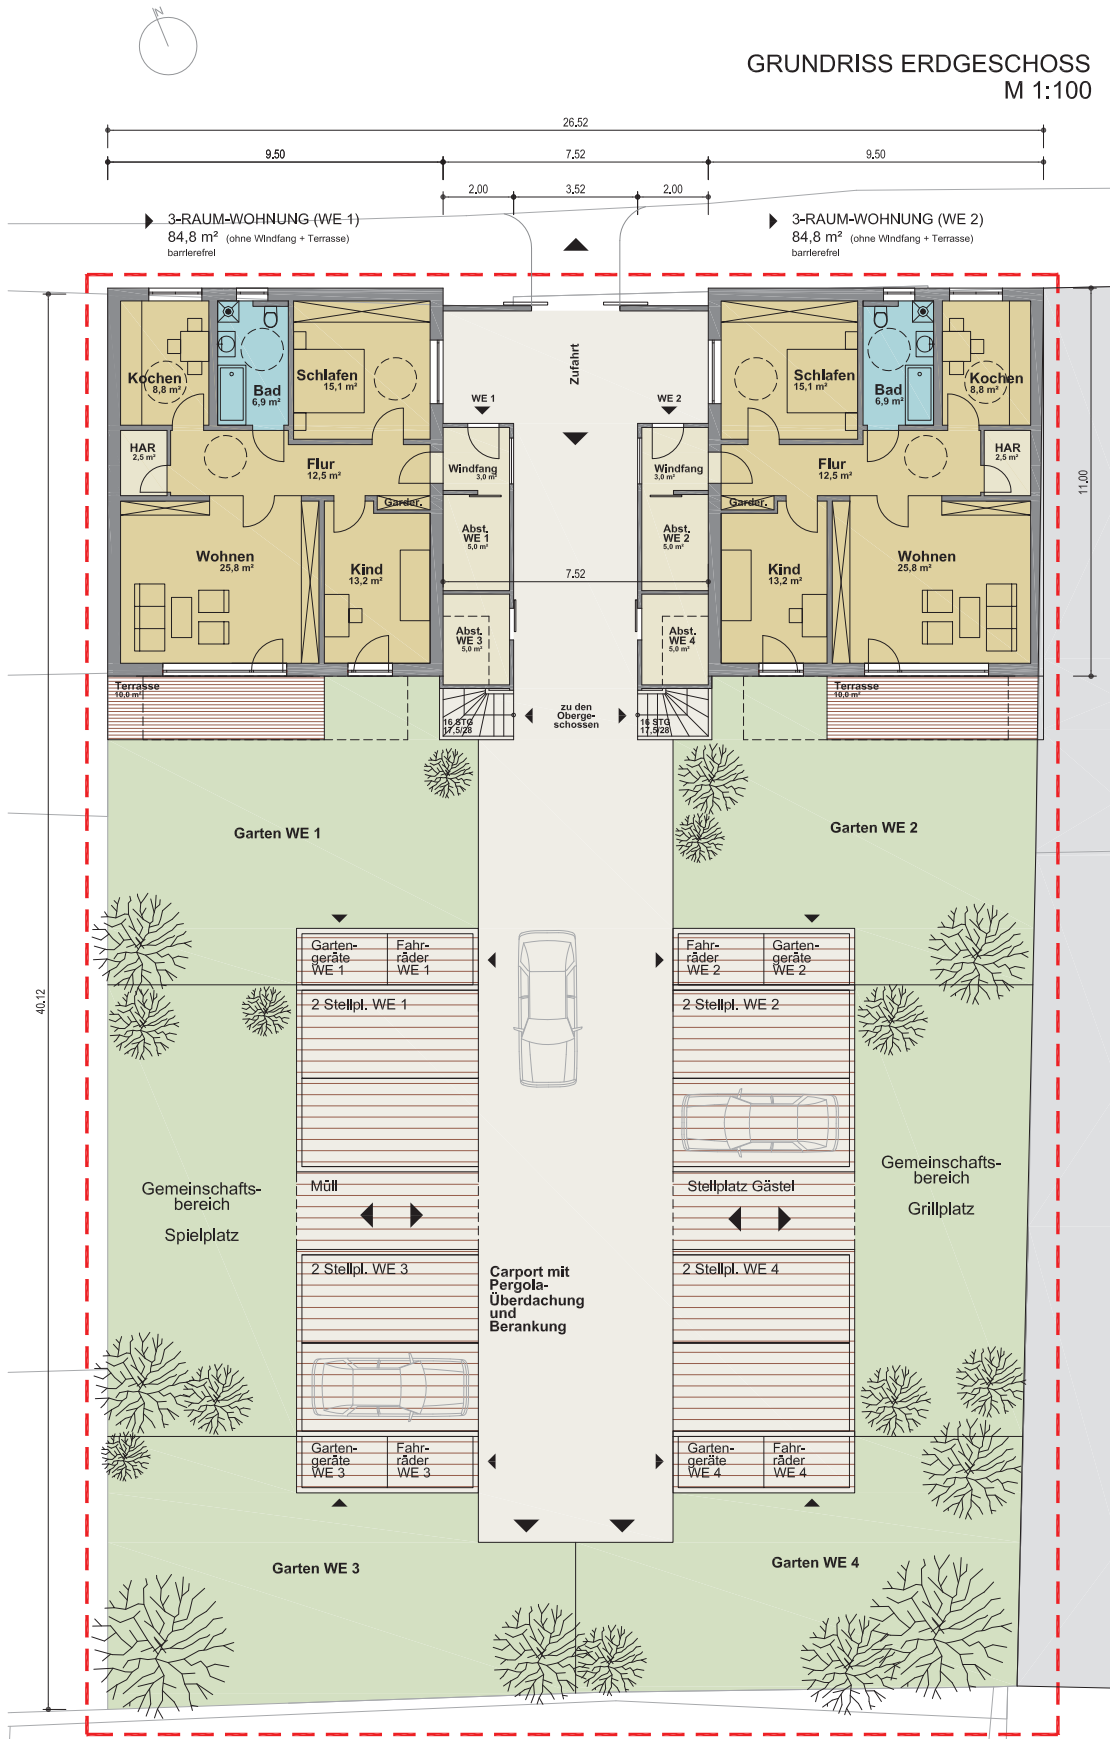 N
GRUNDRISS ERDGESCHOSS
M 1:100
26.52
9.50
7.52
9.50
2.00
3.52
2.00
3-RAUM-WOHNUNG (WE 1)
84,8 m² (ohne Windfang + Terrasse)
barrierefrei
3-RAUM-WOHNUNG (WE 2)
84,8 m² (ohne Windfang + Terrasse)
barrierefrei
Kochen
8,8 m²
Bad
6,9 m²
Schlafen
15,1 m²
Zufahrt
WE 1
WE 2
Schlafen
15,1 m²
Bad
6,9 m²
Kochen
8,8 m²
HAR
2,5 m²
Flur
12,5 m²
Windfang
3,0 m²
Windfang
3,0 m²
Flur
12,5 m²
HAR
2,5 m²
11.00
Garder.
Garder.
Abst.
WE 1
5,0 m²
Abst.
WE 2
5,0 m²
Wohnen
25,8 m²
Kind
13,2 m²
7.52
Kind
13,2 m²
Wohnen
25,8 m²
Abst.
WE 3
5,0 m²
Abst.
WE 4
5,0 m²
Terrasse
10,0 m²
16 STG
17,5/28
zu den
Oberge-
schossen
16 STG
17,5/28
Terrasse
10,0 m²
Garten WE 1
Garten WE 2
40.12
Garten-
geräte
WE 1
Fahr-
räder
WE 1
Fahr-
räder
WE 2
Garten-
geräte
WE 2
2 Stellpl. WE 1
2 Stellpl. WE 2
Gemeinschafts-
bereich
Spielplatz
Müll
Stellplatz Gästel
Gemeinschafts-
bereich
Grillplatz
2 Stellpl. WE 3
Carport mit
Pergola-
Überdachung
und
Berankung
2 Stellpl. WE 4
Garten-
geräte
WE 3
Fahr-
räder
WE 3
Garten-
geräte
WE 4
Fahr-
räder
WE 4
Garten WE 3
Garten WE 4